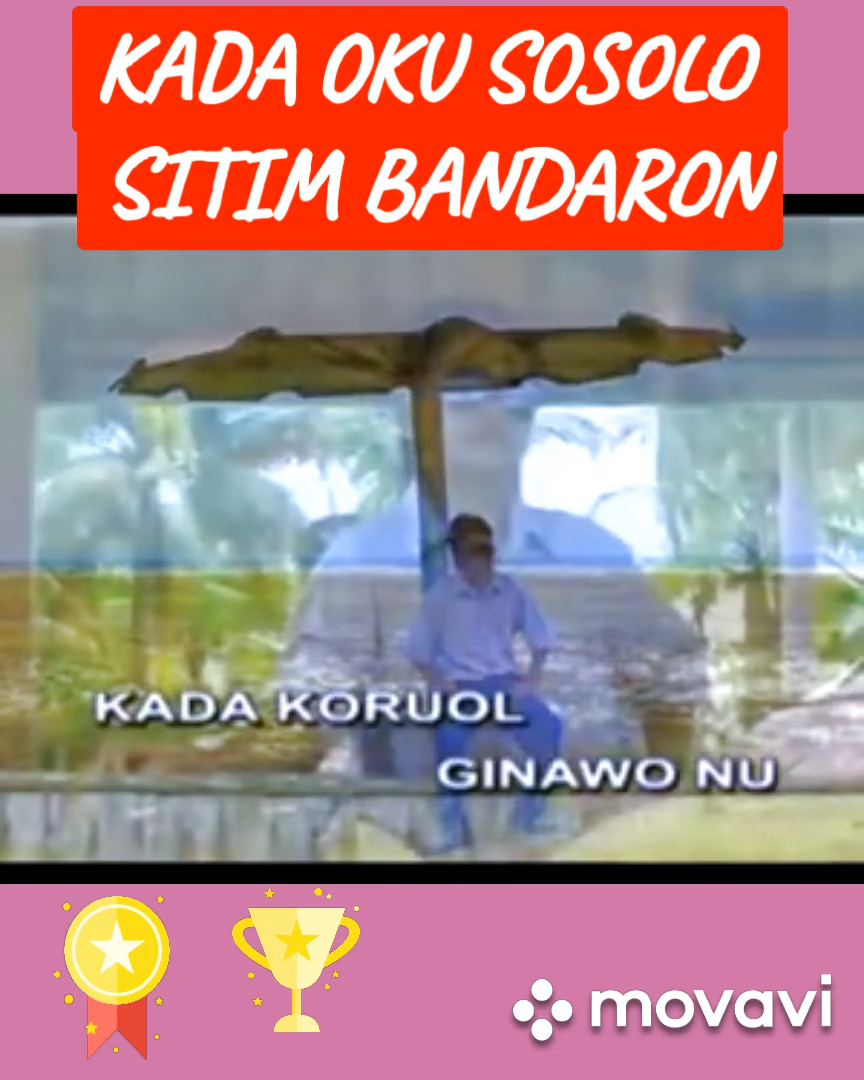 KADA OKU SOSOLO
SITIM BANDARON
KADA KORUOL
GINAWO NU
movavi